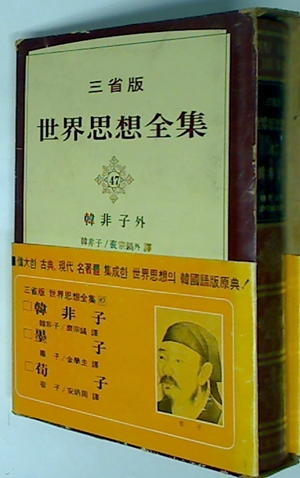 三省版
世界思想全集
47
韓非子外
韓非子/裵宗鎬外 譯
■偉大한 古典, 現代 名著를 集成한 世界思想의 韓國語版原典!
三省版 世界思想全集 47
□韓非子
韓非子/裵宗鎬 譯
□墨子
墨子/金學主 譯
□荀子
荀子/安炳周 譯